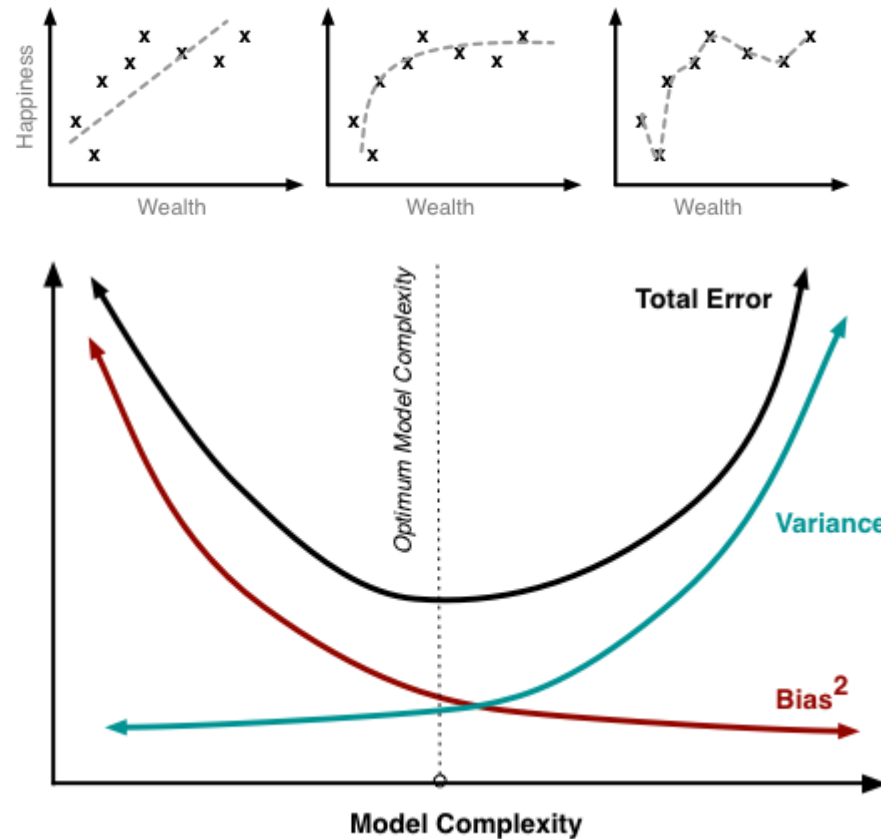 Happiness
Wealth
Wealth
Wealth
Optimum Model Complexity
Total Error
Variance
Bias²
Model Complexity